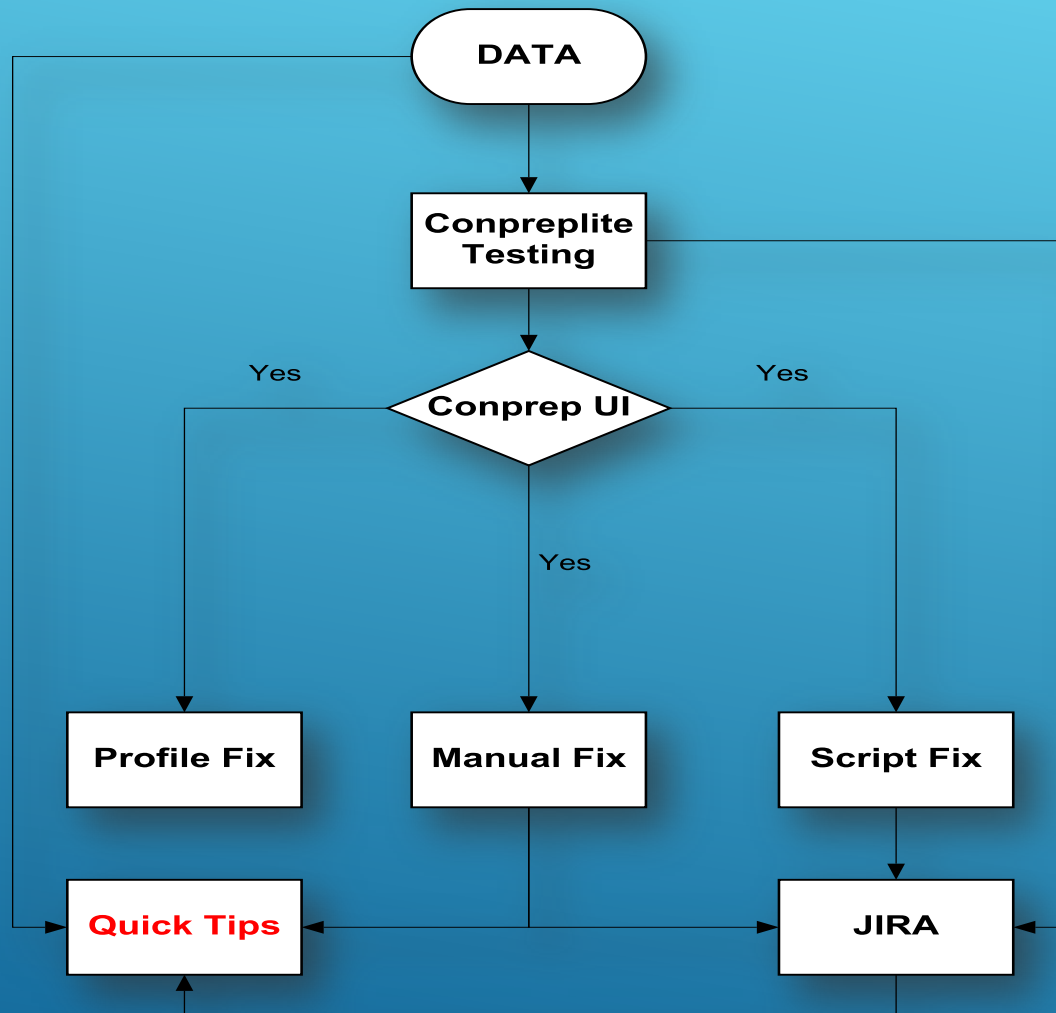 DATA
Conpreplite
Testing
Yes
Yes
Conprep UI
Yes
Profile Fix
Manual Fix
Script Fix
Quick Tips
JIRA